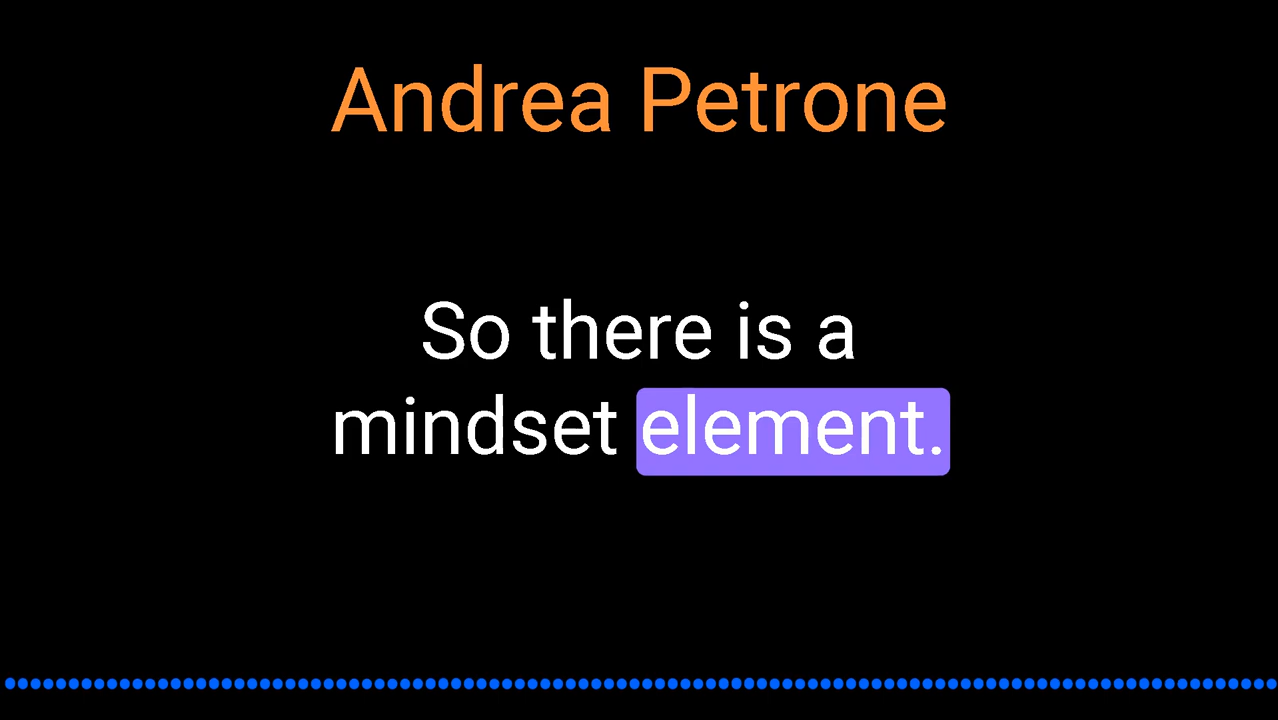 Andrea Petrone
So there is a
mindset element.